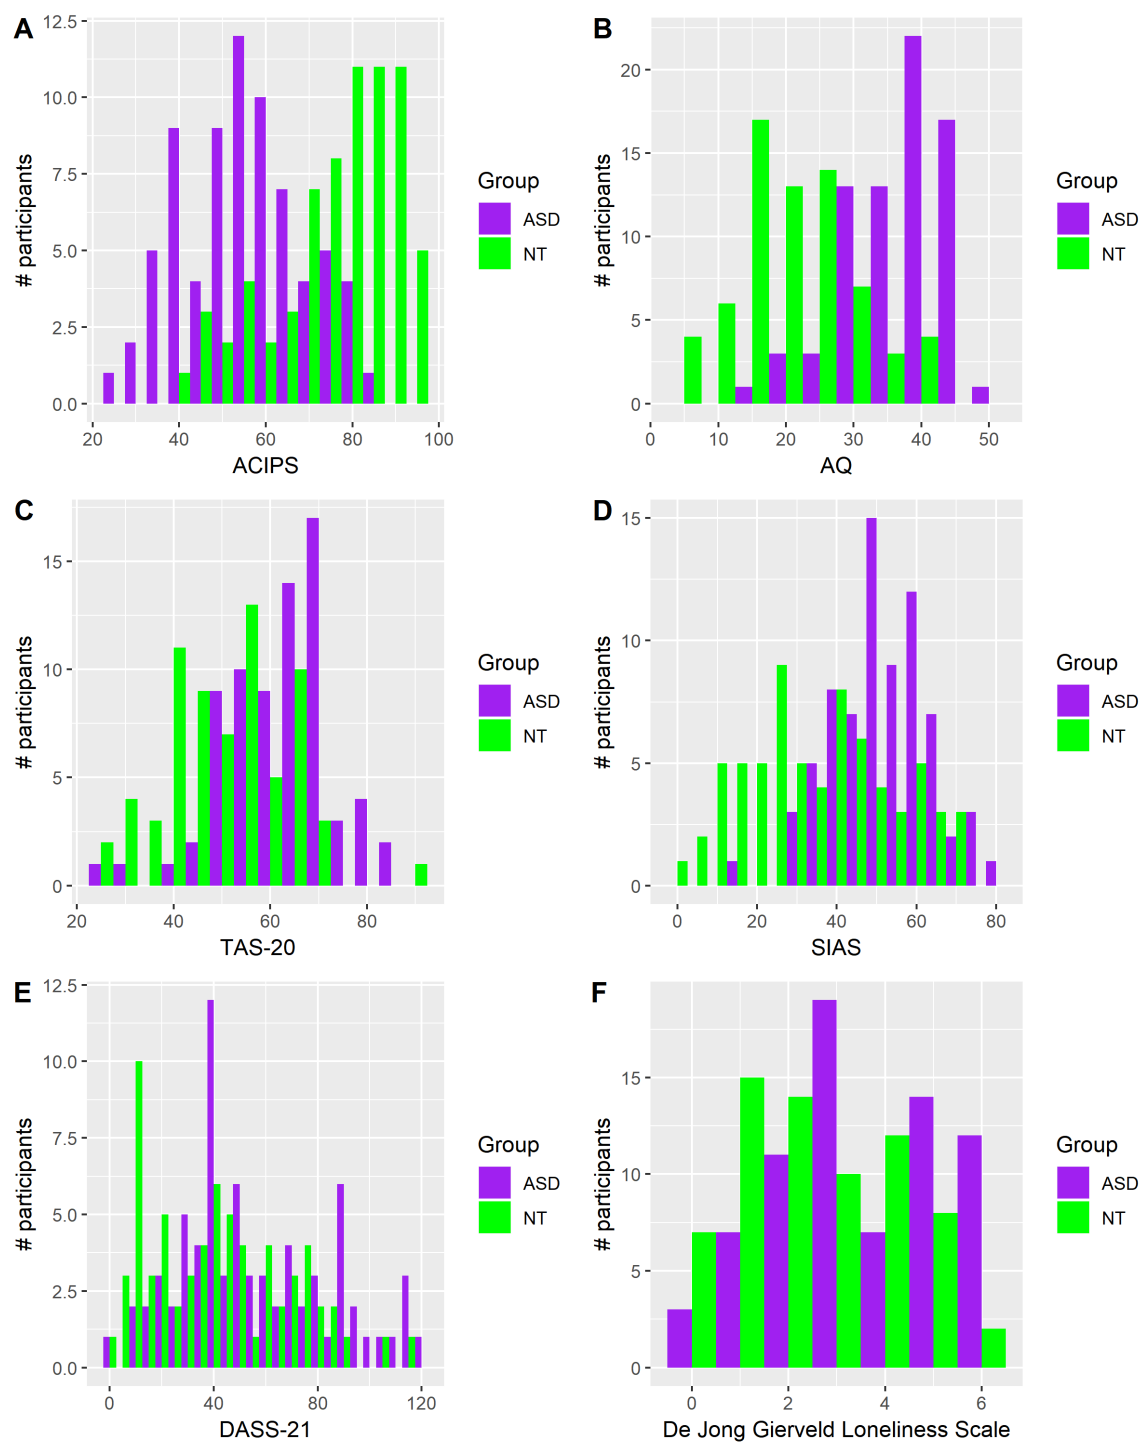 A
12.5
10.0
7.5
5.0
2.5
0.0
# participants
20 40 60 80 100
ACIPS
Group
ASD
NT
B
20
15
10
5
0
# participants
0 10 20 30 40 50
AQ
Group
ASD
NT
C
15
10
5
0
# participants
20 40 60 80
TAS-20
Group
ASD
NT
D
15
10
5
0
# participants
0 20 40 60 80
SIAS
Group
ASD
NT
E
12.5
10.0
7.5
5.0
2.5
0.0
# participants
0 40 80 120
DASS-21
Group
ASD
NT
F
15
10
5
0
# participants
0 2 4 6
De Jong Gierveld Loneliness Scale
Group
ASD
NT